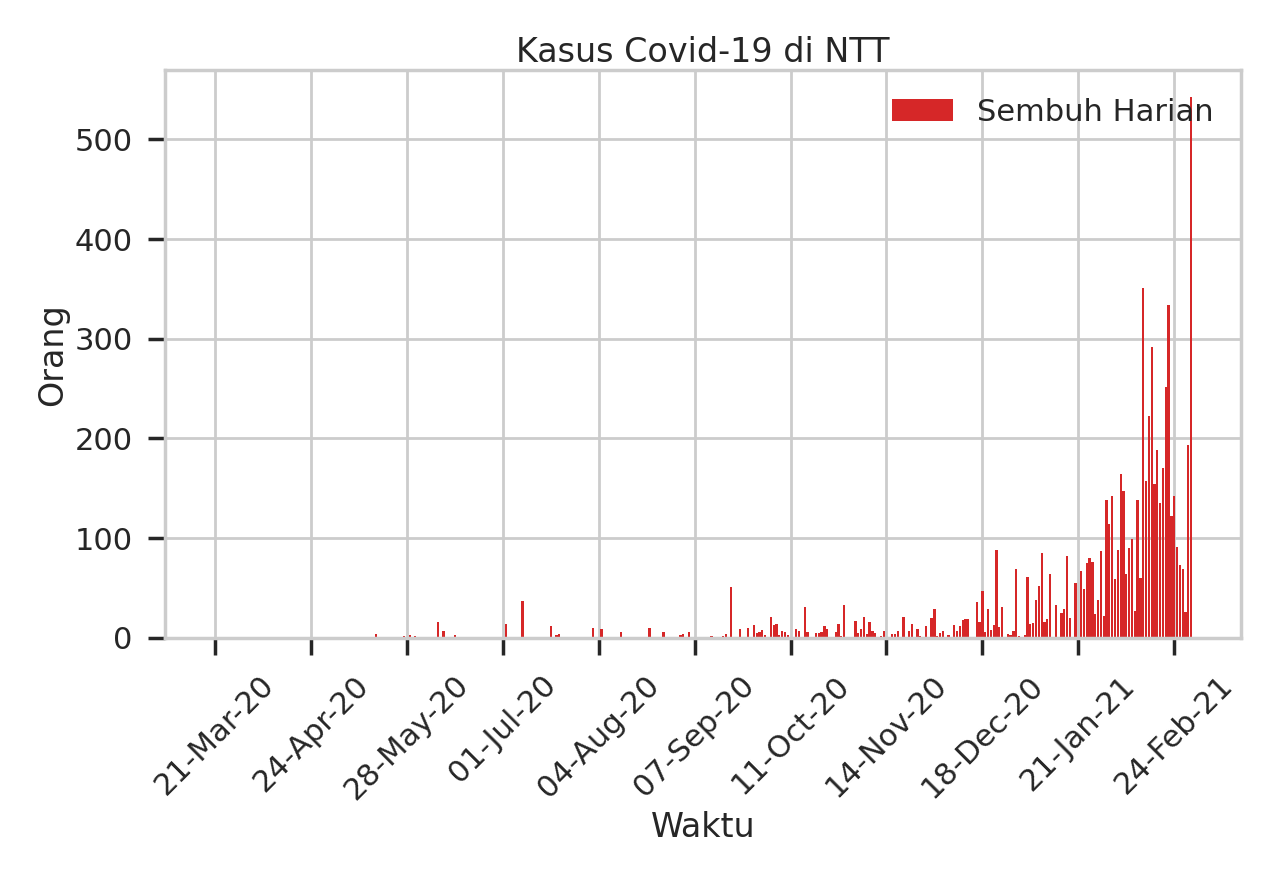 Kasus Covid-19 di NTT
Sembuh Harian
Orang
500
400
300
200
100
0
21-Mar-20
24-Apr-20
28-May-20
01-Jul-20
04-Aug-20
07-Sep-20
11-Oct-20
14-Nov-20
18-Dec-20
21-Jan-21
24-Feb-21
Waktu